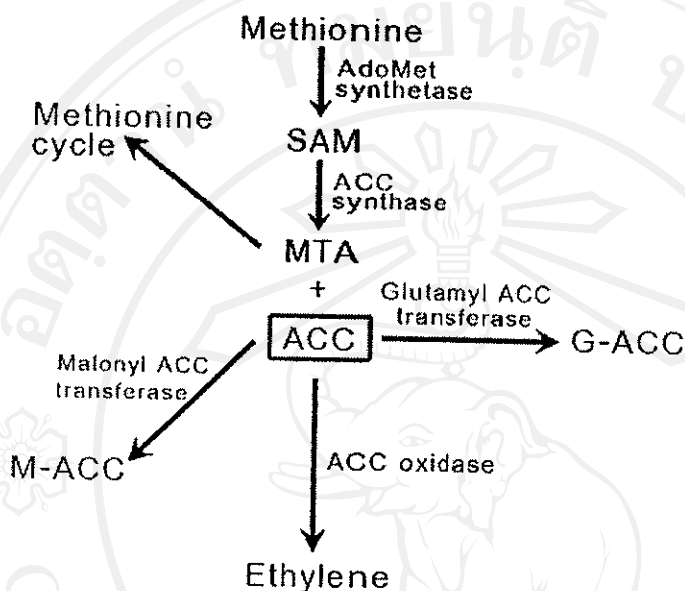 Methionine
AdoMet
synthetase
Methionine
cycle
SAM
ACC
synthase
MTA
+
Glutamyl ACC
transferase
ACC
G-ACC
Malonyl ACC
transferase
M-ACC
ACC oxidase
Ethylene